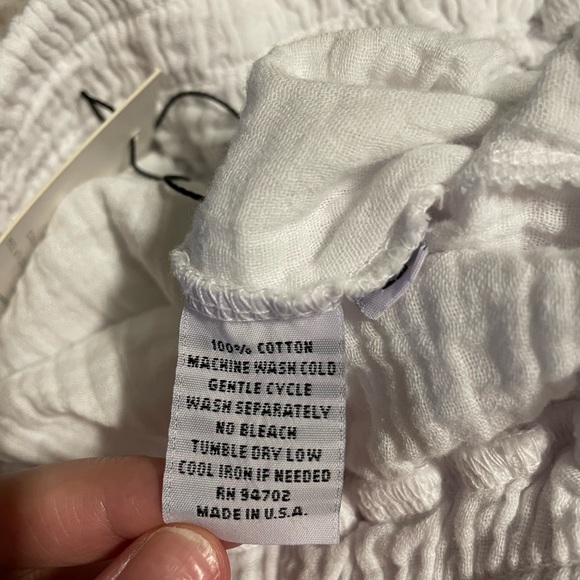 100% COTTON
MACHINE WASH COLD
GENTLE CYCLE
WASH SEPARATELY
NO BLEACH
TUMBLE DRY LOW
COOL IRON IF NEEDED
RN 94702
MADE IN U.S.A.